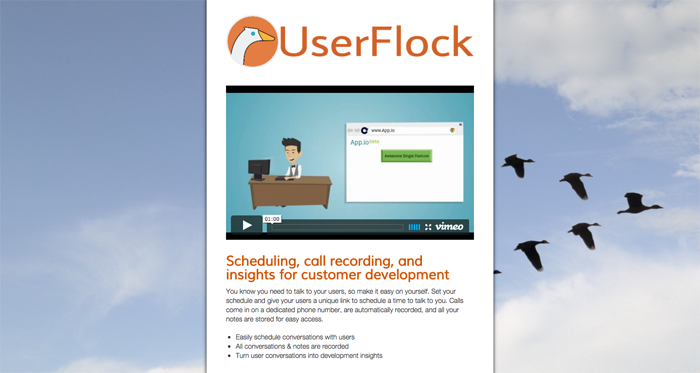 UserFlock
www.App.io
App.io beta
Awesome Single Feature
01:00
vimeo
Scheduling, call recording, and
insights for customer development
You know you need to talk to your users, so make it easy on yourself. Set your
schedule and give your users a unique link to schedule a time to talk to you. Calls
come in on a dedicated phone number, are automatically recorded, and all your
notes are stored for easy access.
• Easily schedule conversations with users
• All conversations & notes are recorded
• Turn user conversations into development insights